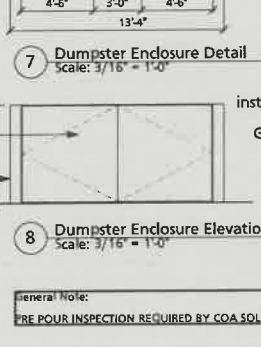 4'-6" 3'-0" 4'-6"
13'-4"
7 Dumpster Enclosure Detail
Scale: 3/16" = 1'-0"
inst
8 Dumpster Enclosure Elevatio
Scale: 3/16" = 1'-0"
General Note:
PRE POUR INSPECTION REQUIRED BY COA SOL